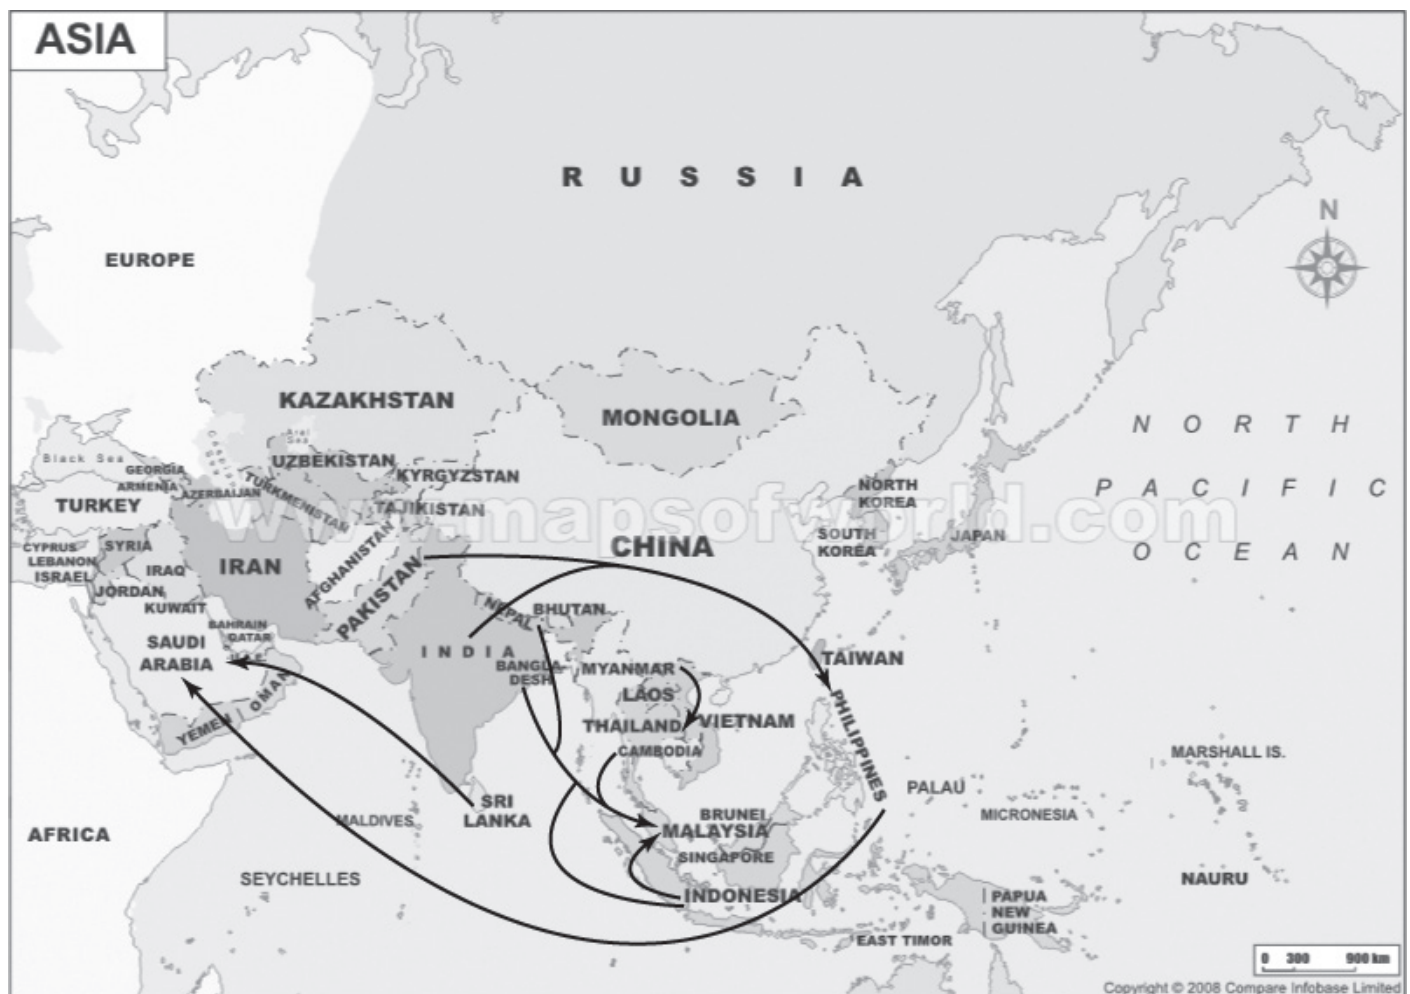 ASIA
RUSSIA
N
EUROPE
KAZAKHSTAN
MONGOLIA
NORTH
PACIFIC
OCEAN
Aral
Sea
Black Sea
GEORGIA
ARMENIA
AZERBAIJAN
UZBEKISTAN
KYRGYZSTAN
TURKMENISTAN
TAJIKISTAN
TURKEY
www.mapsofworld.com
NORTH
KOREA
SOUTH
KOREA
JAPAN
CHINA
CYPRUS
LEBANON
ISRAEL
SYRIA
IRAQ
JORDAN
KUWAIT
IRAN
AFGHANISTAN
PAKISTAN
BAHRAIN
QATAR
U.A.E
SAUDI
ARABIA
OMAN
YEMEN
INDIA
NEPAL
BHUTAN
BANGLA
DESH
MYANMAR
LAOS
THAILAND
VIETNAM
CAMBODIA
TAIWAN
PHILIPPINES
SRI
LANKA
MALDIVES
BRUNEI
MALAYSIA
SINGAPORE
INDONESIA
PALAU
MICRONESIA
MARSHALL IS.
NAURU
PAPUA
NEW
GUINEA
EAST TIMOR
AFRICA
SEYCHELLES
0 300 900 km
Copyright © 2008 Compare Infobase Limited